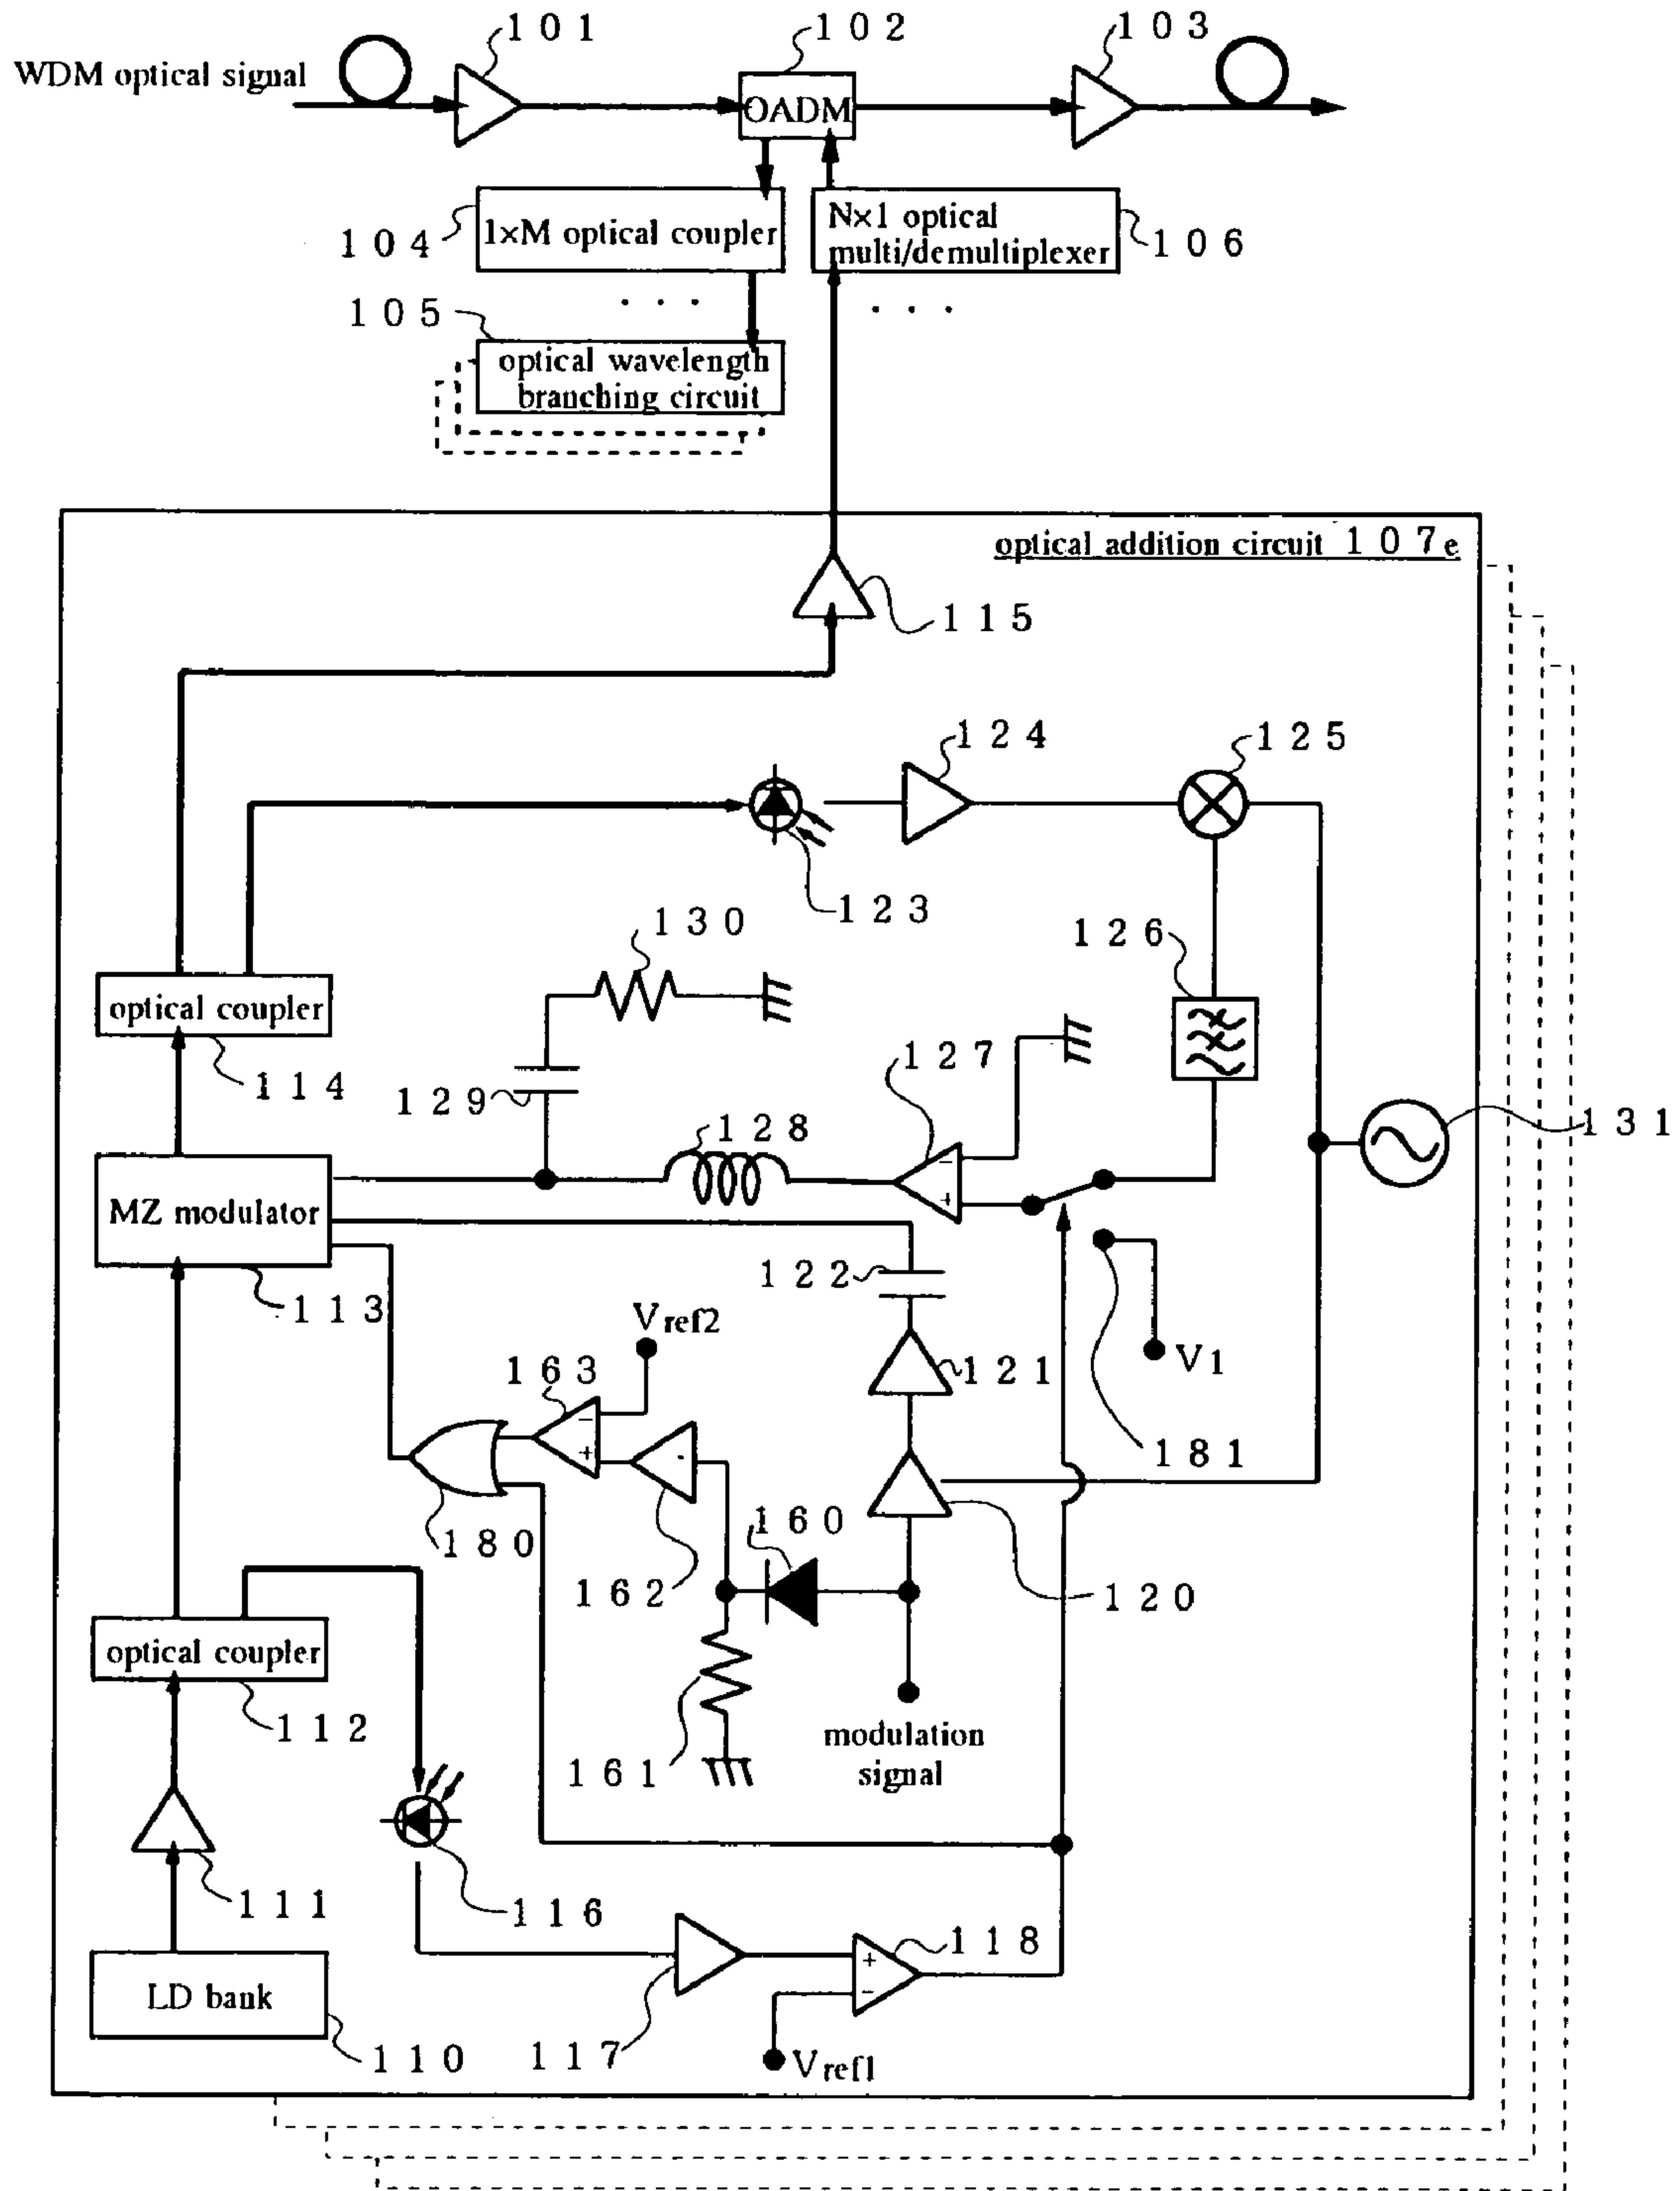 101
102
103
WDM optical signal
OADM
104
1×M optical coupler
N×1 optical
multi/demultiplexer
106
. . .
. . .
105
optical wavelength
branching circuit
optical addition circuit 107e
115
124
125
123
130
126
optical coupler
114
129
127
128
131
−
+
MZ modulator
113
122
V1
Vref2
163
121
181
−
+
180
162
160
120
optical coupler
112
161
modulation
signal
111
116
118
LD bank
110
117
+
−
Vref1